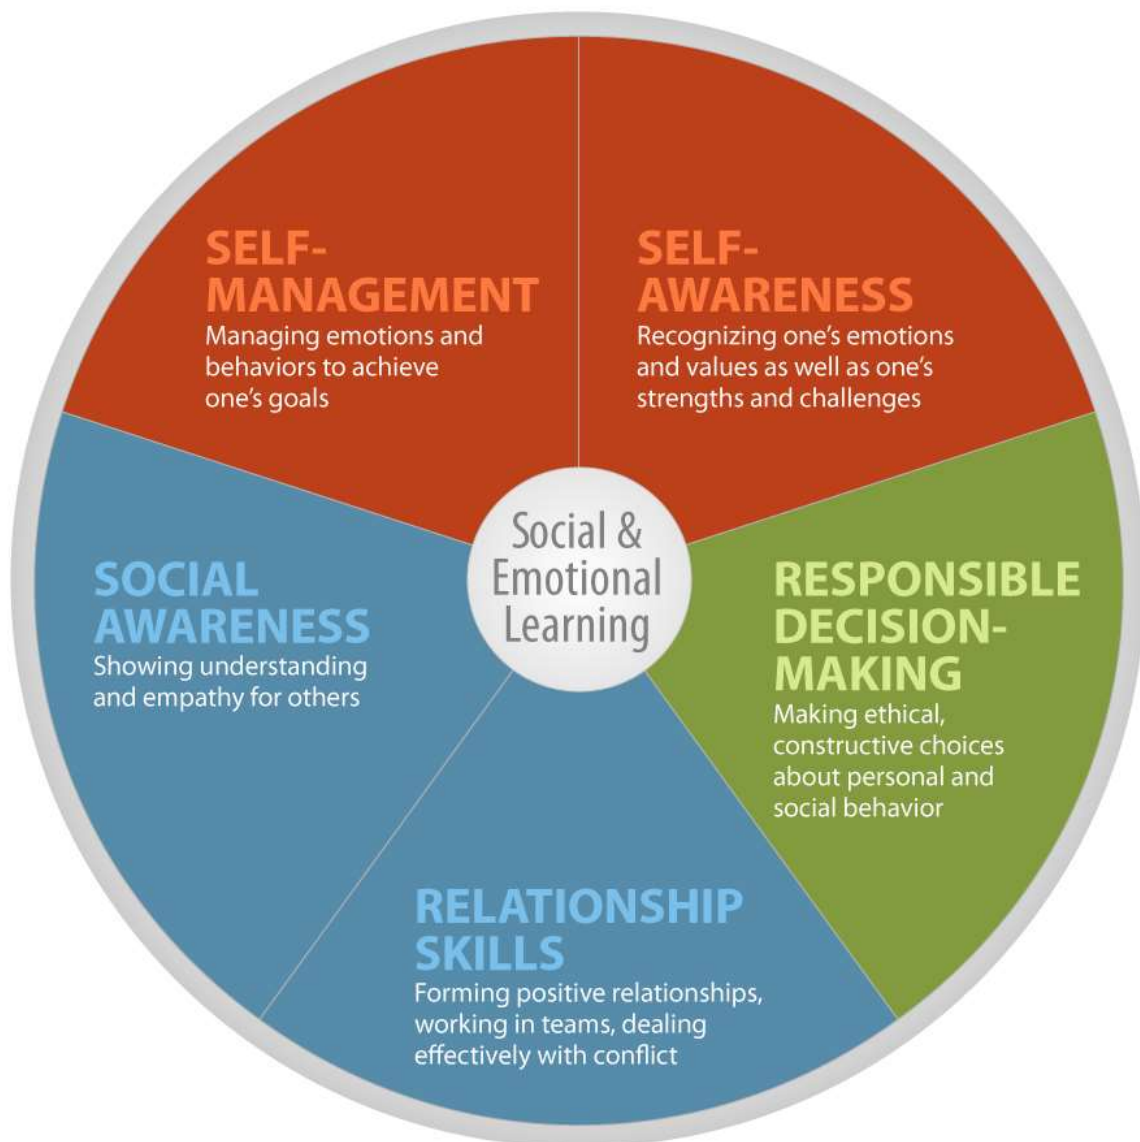 SELF-
MANAGEMENT
Managing emotions and
behaviors to achieve
one’s goals
SELF-
AWARENESS
Recognizing one’s emotions
and values as well as one’s
strengths and challenges
SOCIAL
AWARENESS
Showing understanding
and empathy for others
Social &
Emotional
Learning
RESPONSIBLE
DECISION-
MAKING
Making ethical,
constructive choices
about personal and
social behavior
RELATIONSHIP
SKILLS
Forming positive relationships,
working in teams, dealing
effectively with conflict